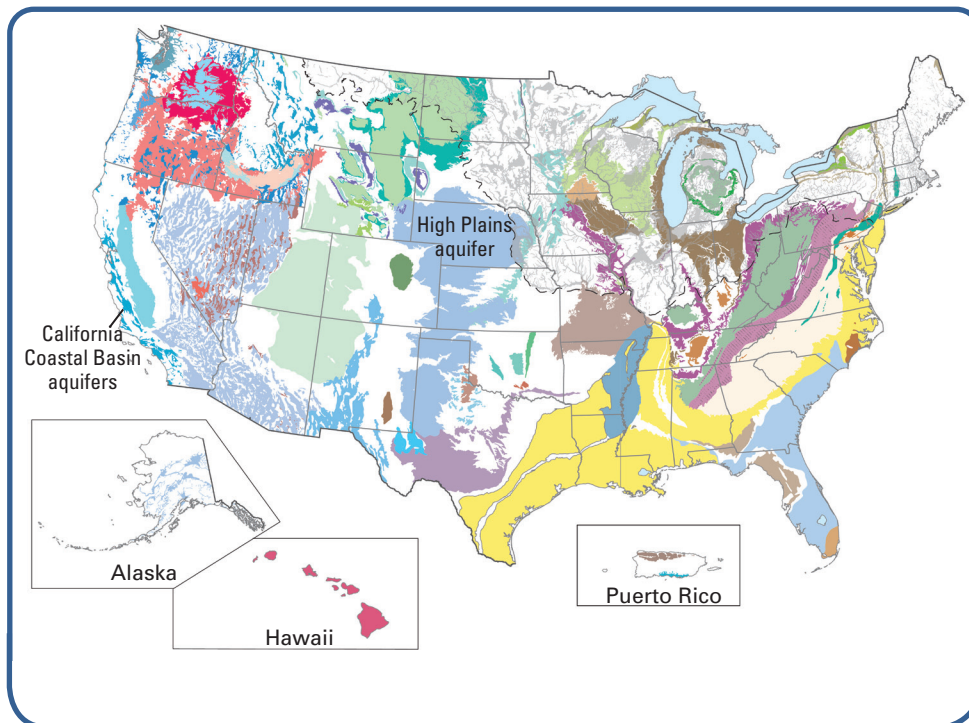 High Plains
aquifer
California
Coastal Basin
aquifers
Alaska
Hawaii
Puerto Rico